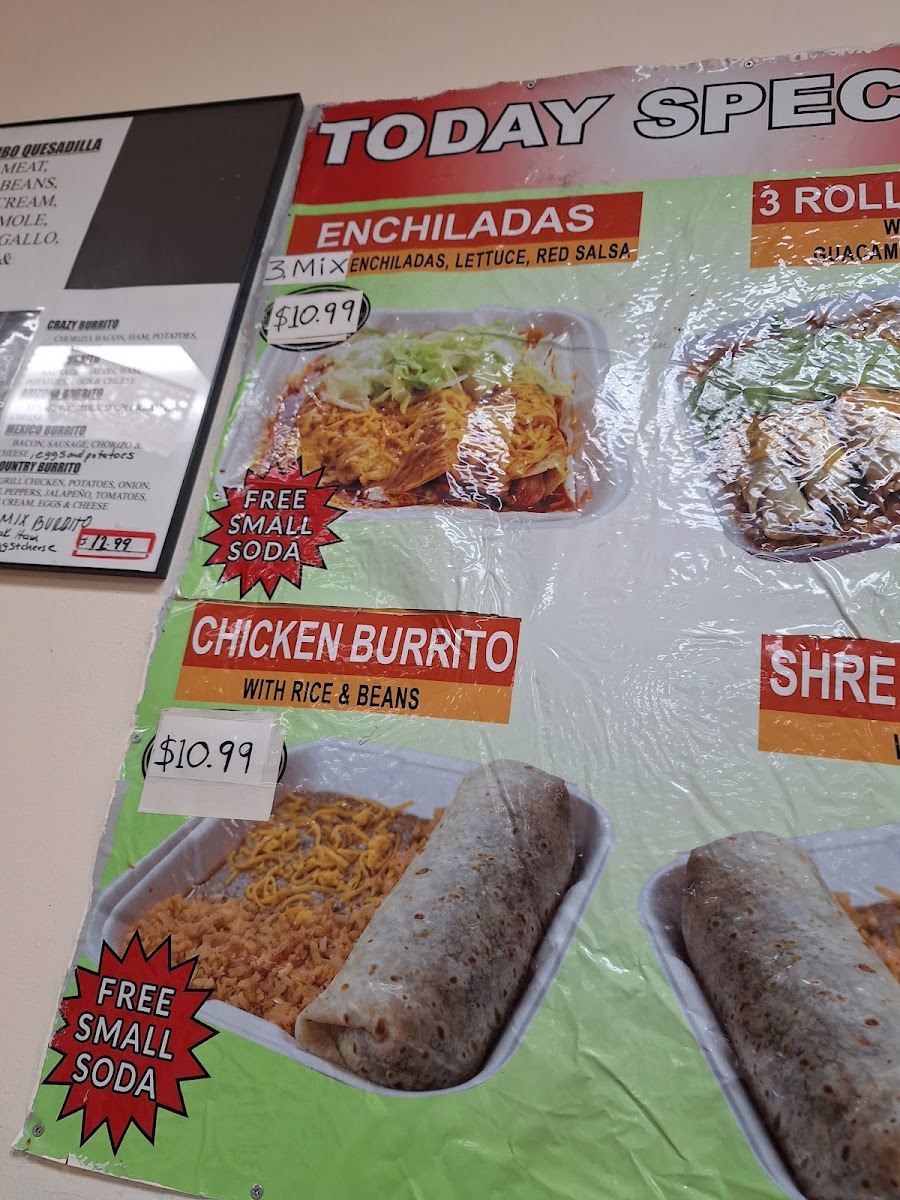 QUESADILLA
MEAT,
BEANS,
CREAM,
MOLE,
GALLO,
&
CRAZY BURRITO
CHORIZO, BACON, HAM, POTATOES,
MEXICO BURRITO
BACON, SAUSAGE, CHORIZO &
CHEESE, eggs and potatoes
COUNTRY BURRITO
GRILL CHICKEN, POTATOES, ONION,
PEPPERS, JALAPEÑO, TOMATOES,
CREAM, EGGS & CHEESE
MIX BURRITO
$12.99
TODAY SPEC
ENCHILADAS
3. Mix ENCHILADAS, LETTUCE, RED SALSA
$10.99
FREE
SMALL
SODA
3 ROLL
W
GUACAM
CHICKEN BURRITO
WITH RICE & BEANS
$10.99
FREE
SMALL
SODA
SHRE